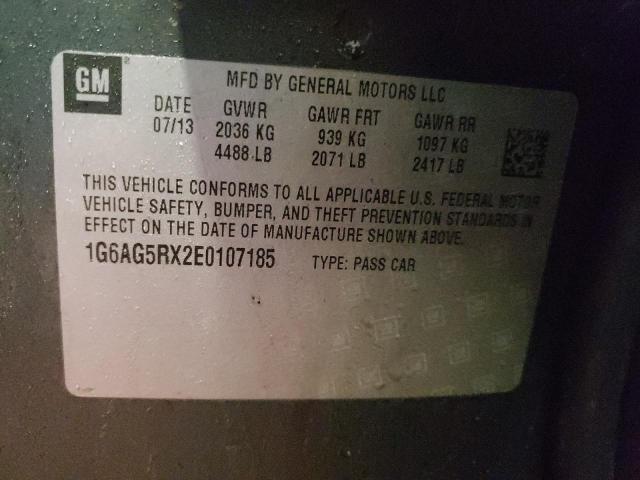 GM
MFD BY GENERAL MOTORS LLC
DATE GVWR GAWR FRT GAWR RR
07/13 2036 KG 939 KG 1097 KG
4488 LB 2071 LB 2417 LB
THIS VEHICLE CONFORMS TO ALL APPLICABLE U.S. FEDERAL MOTOR
VEHICLE SAFETY, BUMPER, AND THEFT PREVENTION STANDARDS IN
EFFECT ON THE DATE OF MANUFACTURE SHOWN ABOVE.
1G6AG5RX2E0107185 TYPE: PASS CAR